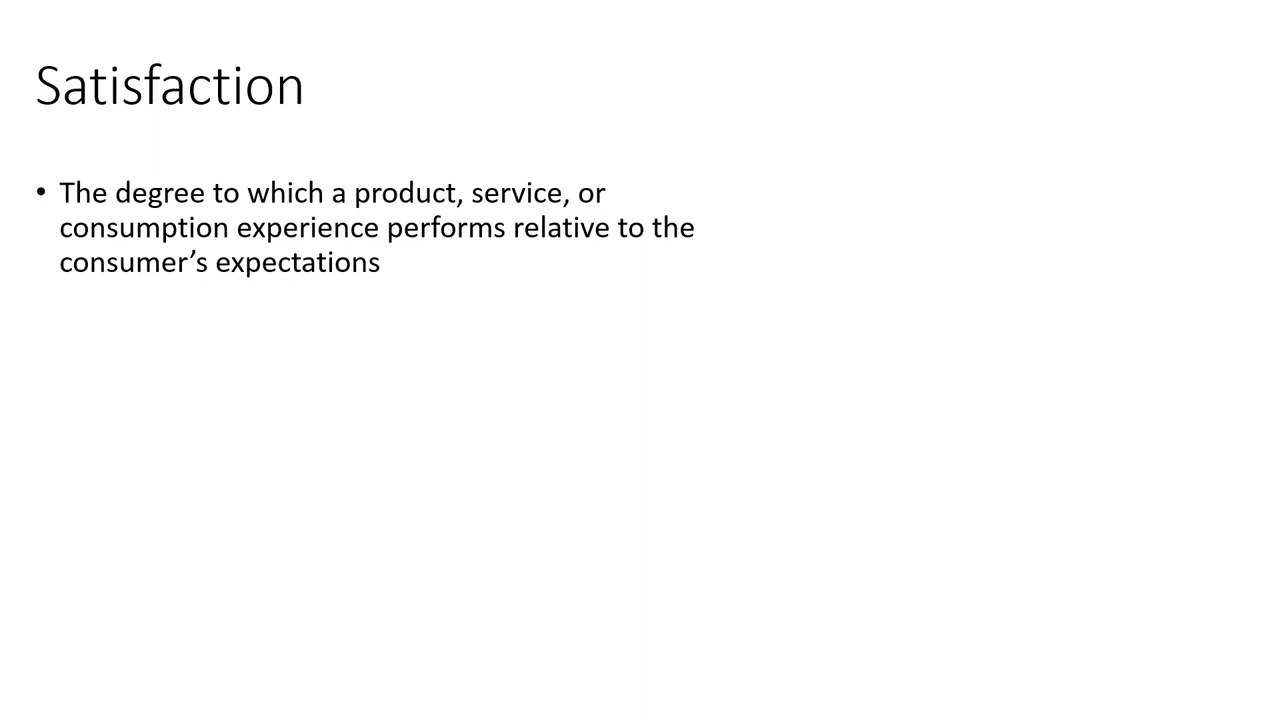 Satisfaction
• The degree to which a product, service, or
consumption experience performs relative to the
consumer’s expectations